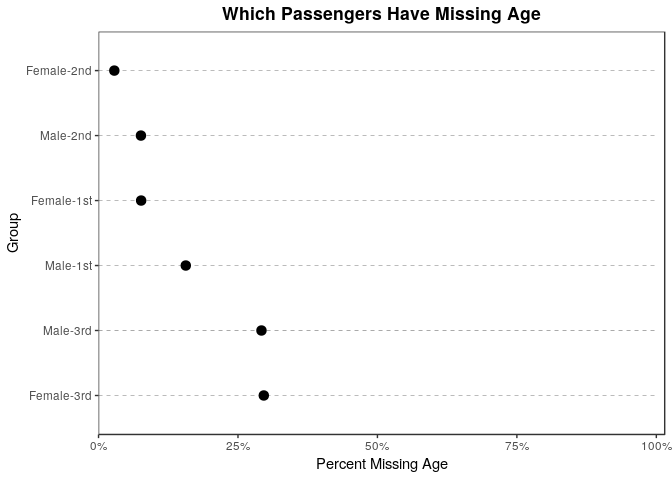 Which Passengers Have Missing Age
Group
Female-2nd
Male-2nd
Female-1st
Male-1st
Male-3rd
Female-3rd
0% 25% 50% 75% 100%
Percent Missing Age